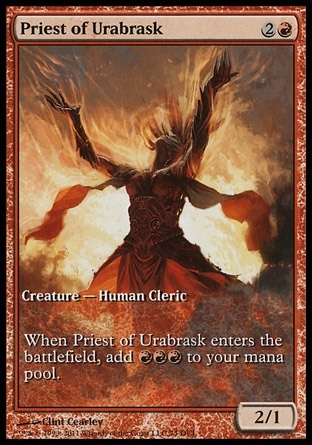 Priest of Urabrask 2
Creature — Human Cleric
When Priest of Urabrask enters the
battlefield, add to your mana
pool.
Clint Cearley
2/1